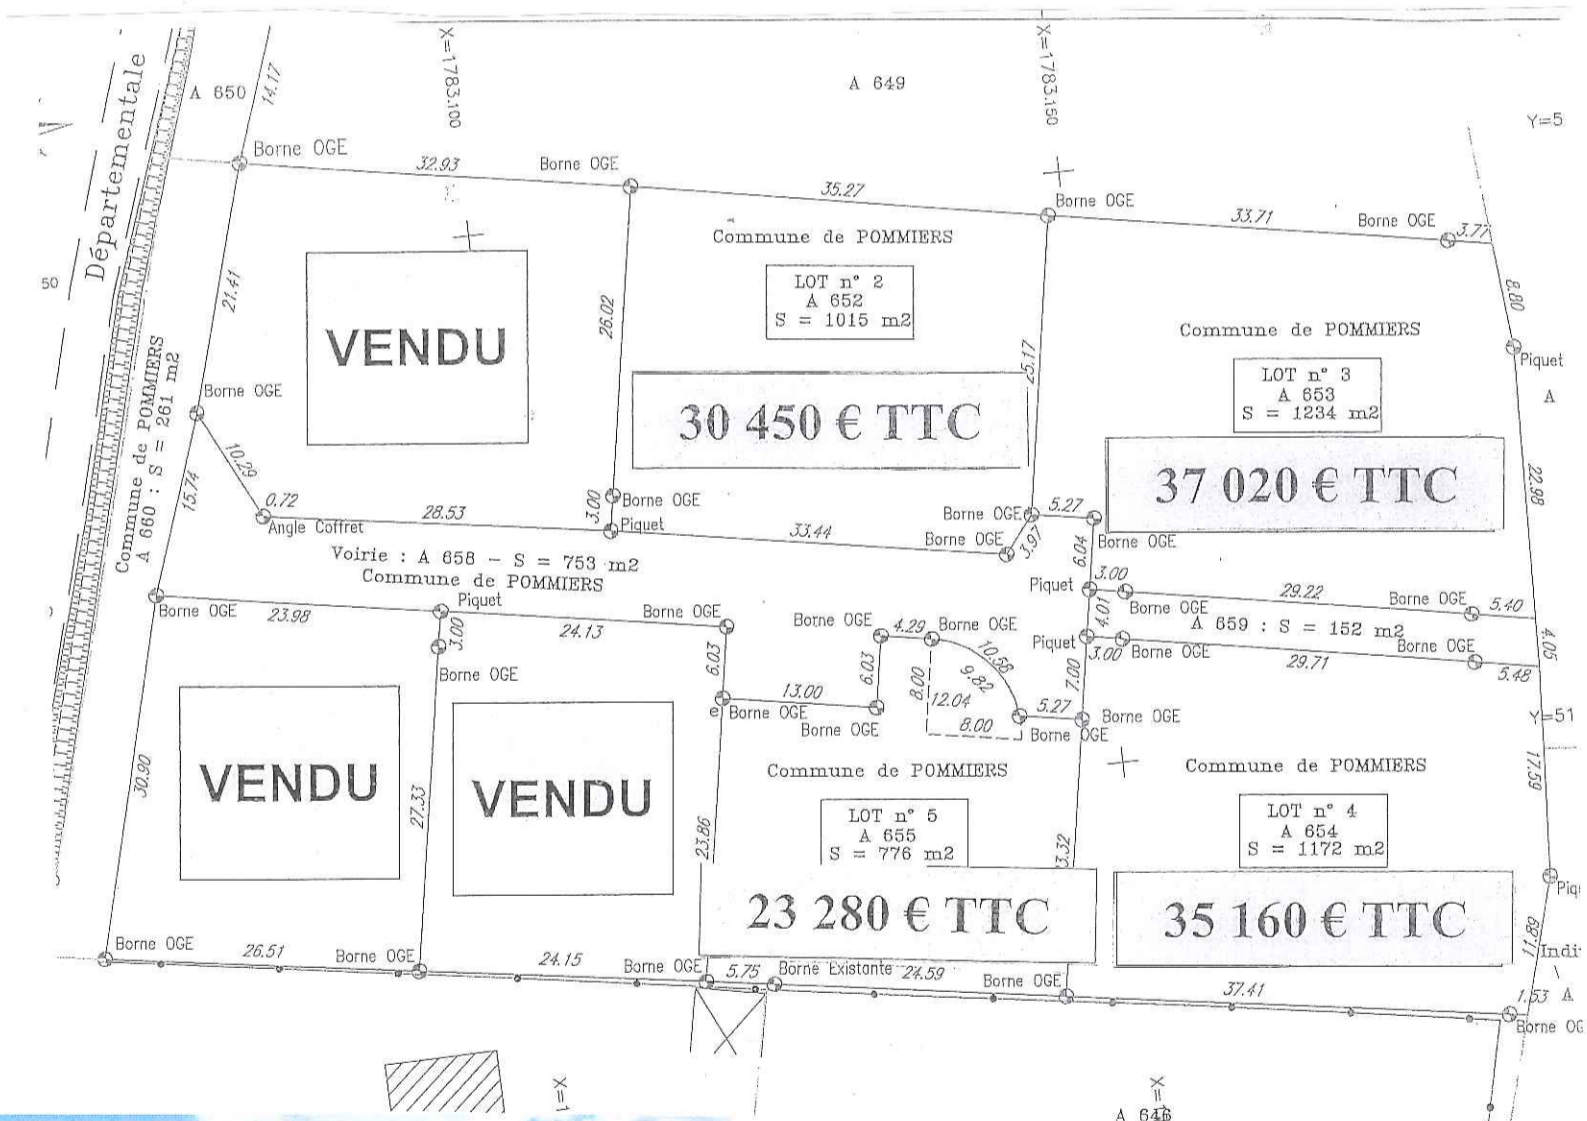 X=1783.100
X=1783.150
Y=5
Départementale
A 650
14.17
A 649
Borne OGE
32.93
Borne OGE
35.27
Borne OGE
33.71
Borne OGE
3.77
8.80
50
21.41
VENDU
26.02
Commune de POMMIERS
LOT n° 2
A 652
S = 1015 m2
30 450 € TTC
25.17
Commune de POMMIERS
LOT n° 3
A 653
S = 1234 m2
37 020 € TTC
Piquet
A
22.98
Commune de POMMIERS
A 660 : S = 261 m2
Borne OGE
10.29
15.74
0.72
Angle Coffret
28.53
3.00
Borne OGE
Piquet
33.44
Borne OGE
5.27
Borne OGE
3.97
6.04
Borne OGE
Voirie : A 658 - S = 753 m2
Commune de POMMIERS
Piquet
3.00
Borne OGE
29.22
Borne OGE
5.40
4.01
A 659 : S = 152 m2
4.05
Piquet
3.00
Borne OGE
29.71
Borne OGE
5.48
Borne OGE
23.98
Piquet
3.00
Borne OGE
24.13
Borne OGE
6.03
Borne OGE
4.29
Borne OGE
10.58
9.82
12.04
8.00
8.00
6.03
13.00
e
Borne OGE
Borne OGE
5.27
Borne OGE
7.00
Borne OGE
Y=51
17.59
30.90
VENDU
27.33
VENDU
23.86
Commune de POMMIERS
LOT n° 5
A 655
S = 776 m2
23 280 € TTC
3.32
Commune de POMMIERS
LOT n° 4
A 654
S = 1172 m2
35 160 € TTC
Piqu
11.89
Indi
A
Borne OGE
26.51
Borne OGE
24.15
Borne OGE
5.75
Borne Existante
24.59
Borne OGE
37.41
1.53
Borne OG
X=1
X=1
A 646